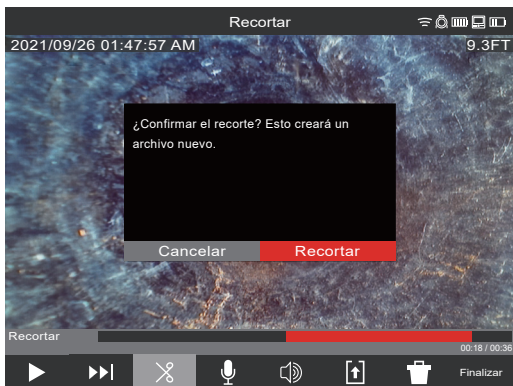 Recortar
2021/09/26 01:47:57 AM
9.3FT
¿Confirmar el recorte? Esto creará un
archivo nuevo.
Cancelar
Recortar
Recortar
00:18 / 00:36
Finalizar